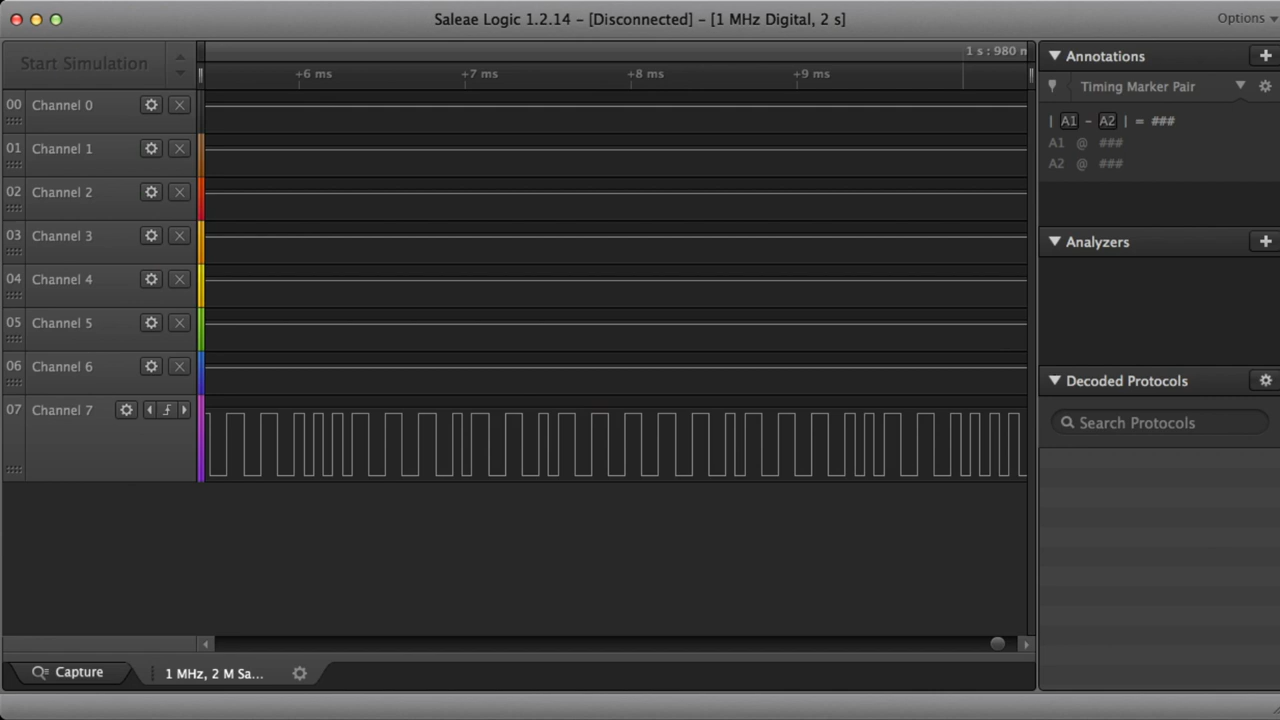 Saleae Logic 1.2.14 – [Disconnected] – [1 MHz Digital, 2 s]
Options
Start Simulation
1 s : 980 m
+6 ms +7 ms +8 ms +9 ms
00 Channel 0
01 Channel 1
02 Channel 2
03 Channel 3
04 Channel 4
05 Channel 5
06 Channel 6
07 Channel 7
Annotations
Timing Marker Pair
| A1 – A2 | = ###
A1 @ ###
A2 @ ###
Analyzers
Decoded Protocols
Search Protocols
Capture
1 MHz, 2 M Sa...